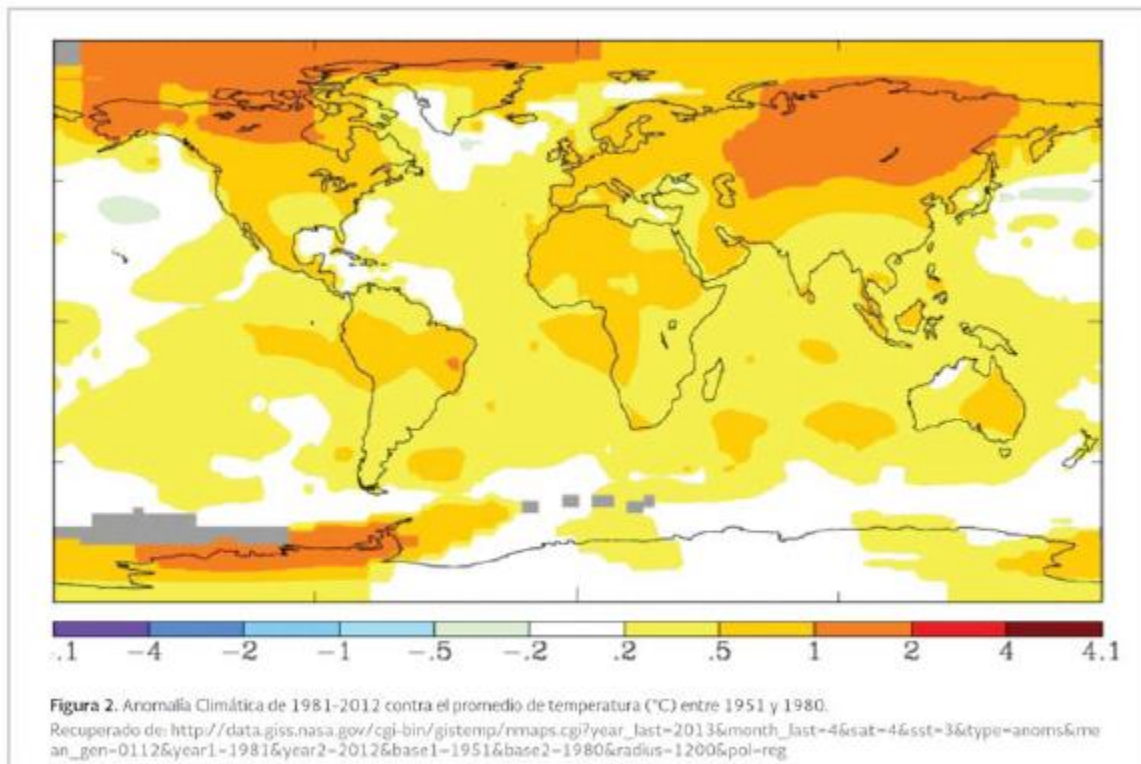 .1 −4 −2 −1 −.5 −.2 .2 .5 1 2 4 4.1
Figura 2. Anomalía Climática de 1981-2012 contra el promedio de temperatura (°C) entre 1951 y 1980.
Recuperado de: http://data.giss.nasa.gov/cgi-bin/gistemp/nmaps.cgi?year_last=2013&month_last=4&sat=4&sst=3&type=anoms&me
an_gen=0112&year1=1981&year2=2012&base1=1951&base2=1980&radius=1200&pol=reg